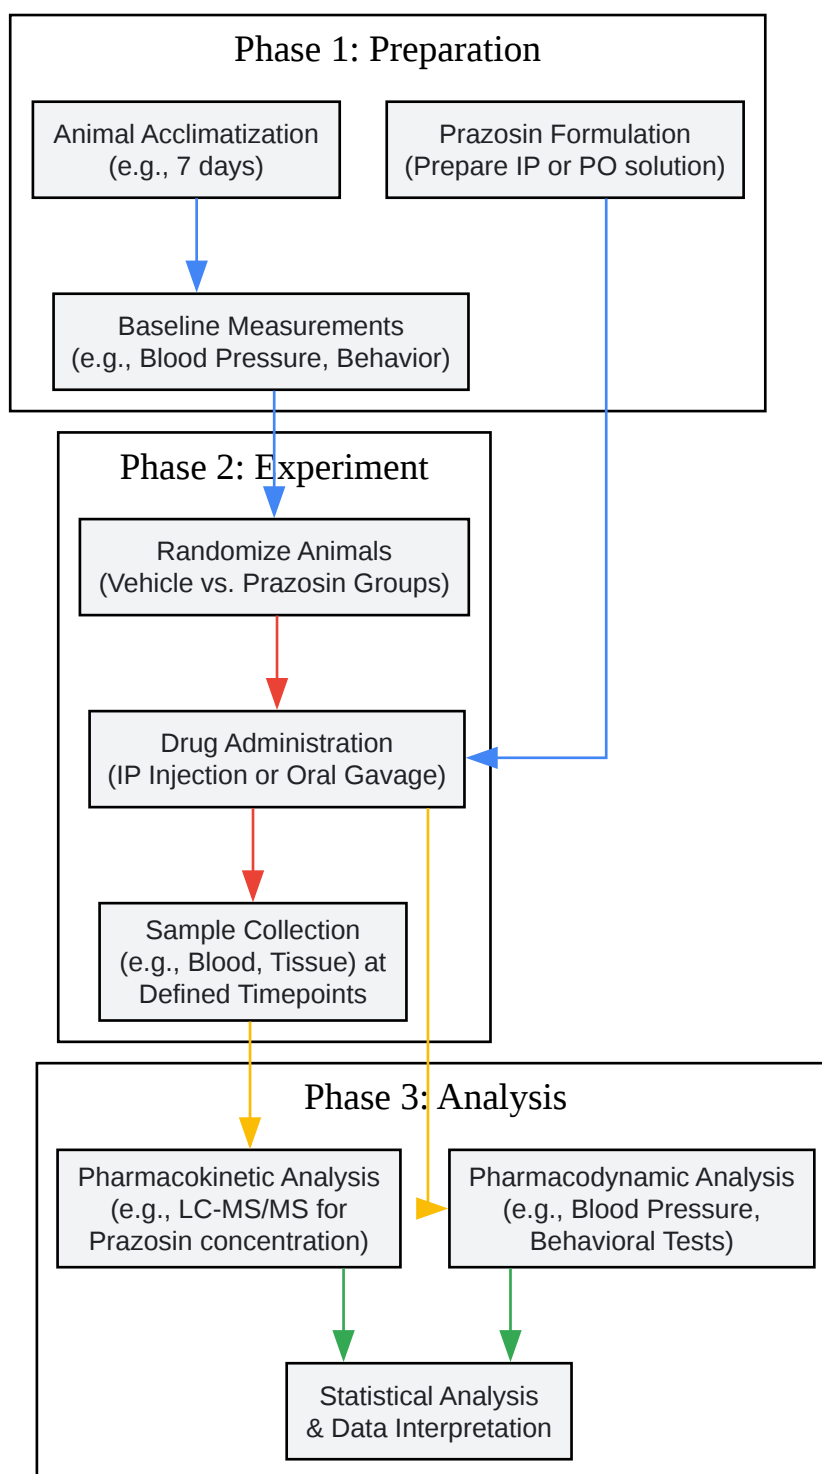 Phase 1: Preparation
Animal Acclimatization
(e.g., 7 days)
Prazosin Formulation
(Prepare IP or PO solution)
Baseline Measurements
(e.g., Blood Pressure, Behavior)
Phase 2: Experiment
Randomize Animals
(Vehicle vs. Prazosin Groups)
Drug Administration
(IP Injection or Oral Gavage)
Sample Collection
(e.g., Blood, Tissue) at
Defined Timepoints
Phase 3: Analysis
Pharmacokinetic Analysis
(e.g., LC-MS/MS for
Prazosin concentration)
Pharmacodynamic Analysis
(e.g., Blood Pressure,
Behavioral Tests)
Statistical Analysis
& Data Interpretation